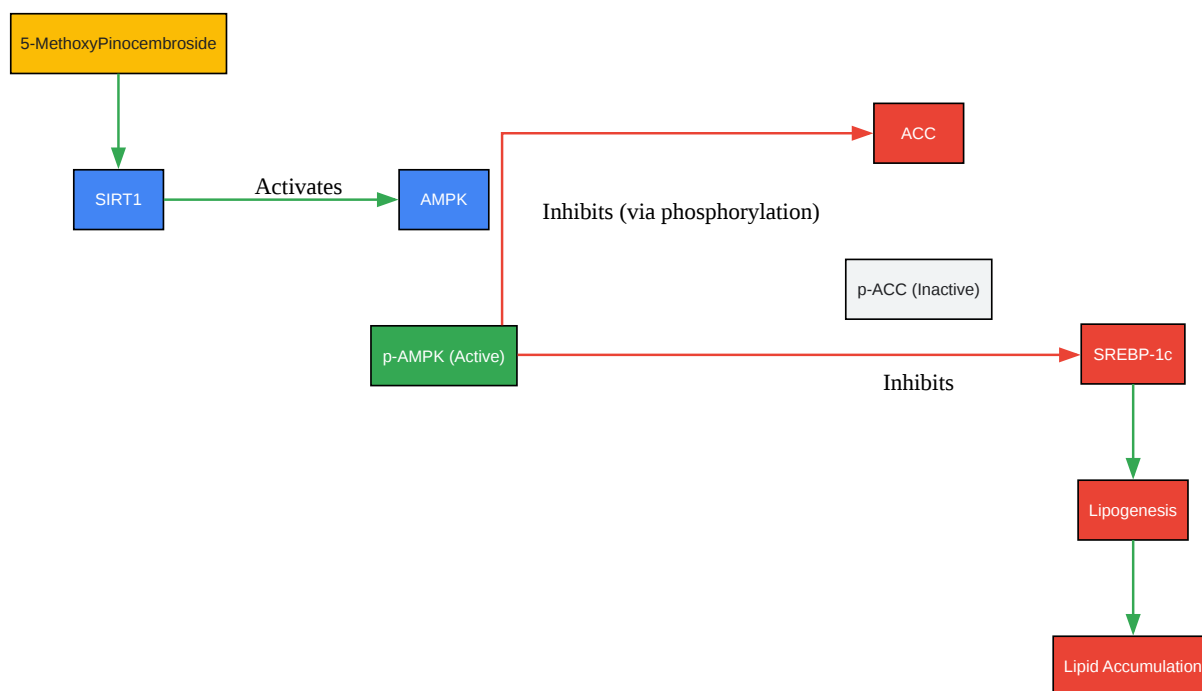 5-MethoxyPinocembroside
ACC
SIRT1
Activates
AMPK
Inhibits (via phosphorylation)
p-ACC (Inactive)
p-AMPK (Active)
SREBP-1c
Inhibits
Lipogenesis
Lipid Accumulation